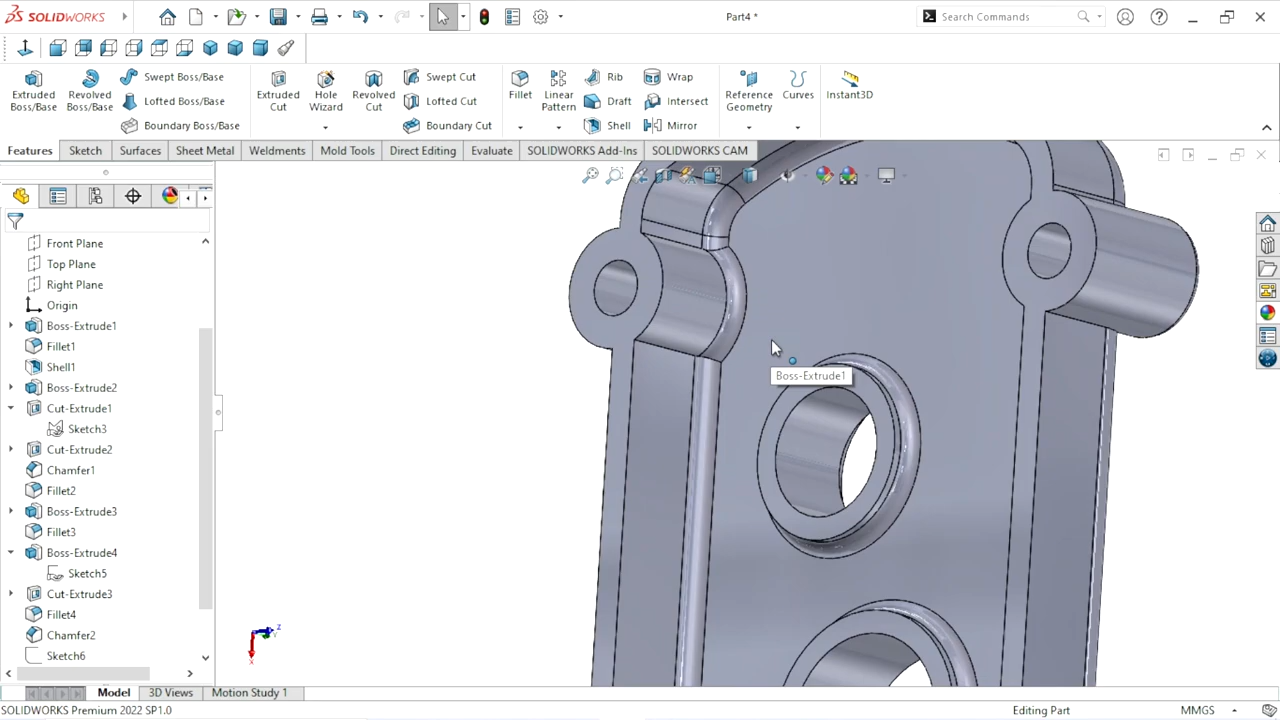 SOLIDWORKS
Part4 *
Search Commands
Extruded Boss/Base
Revolved Boss/Base
Swept Boss/Base
Lofted Boss/Base
Boundary Boss/Base
Extruded Cut
Hole Wizard
Revolved Cut
Swept Cut
Lofted Cut
Boundary Cut
Fillet
Linear Pattern
Rib
Draft
Shell
Wrap
Intersect
Mirror
Reference Geometry
Curves
Instant3D
Features
Sketch
Surfaces
Sheet Metal
Weldments
Mold Tools
Direct Editing
Evaluate
SOLIDWORKS Add-Ins
SOLIDWORKS CAM
Front Plane
Top Plane
Right Plane
Origin
Boss-Extrude1
Fillet1
Shell1
Boss-Extrude2
Cut-Extrude1
Sketch3
Cut-Extrude2
Chamfer1
Fillet2
Boss-Extrude3
Fillet3
Boss-Extrude4
Sketch5
Cut-Extrude3
Fillet4
Chamfer2
Sketch6
Boss-Extrude1
Z
Y
X
Model
3D Views
Motion Study 1
SOLIDWORKS Premium 2022 SP1.0
Editing Part
MMGS